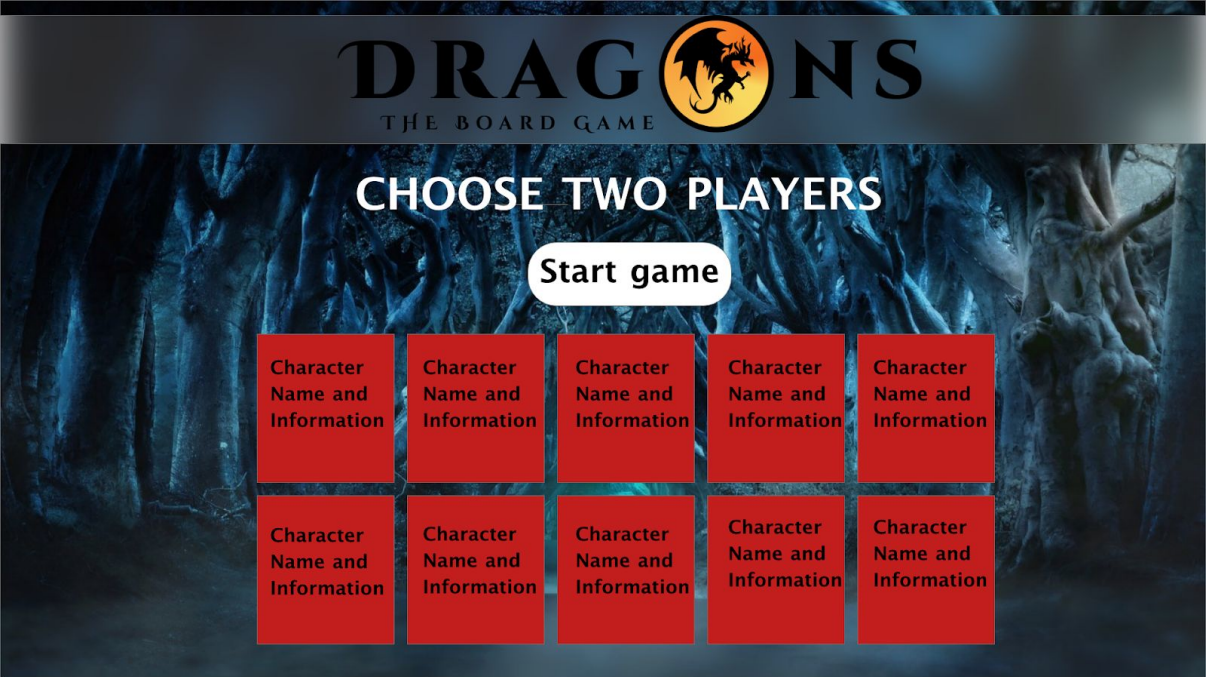 DRAGONS
THE BOARD GAME
CHOOSE TWO PLAYERS
Start game
Character
Name and
Information
Character
Name and
Information
Character
Name and
Information
Character
Name and
Information
Character
Name and
Information
Character
Name and
Information
Character
Name and
Information
Character
Name and
Information
Character
Name and
Information
Character
Name and
Information